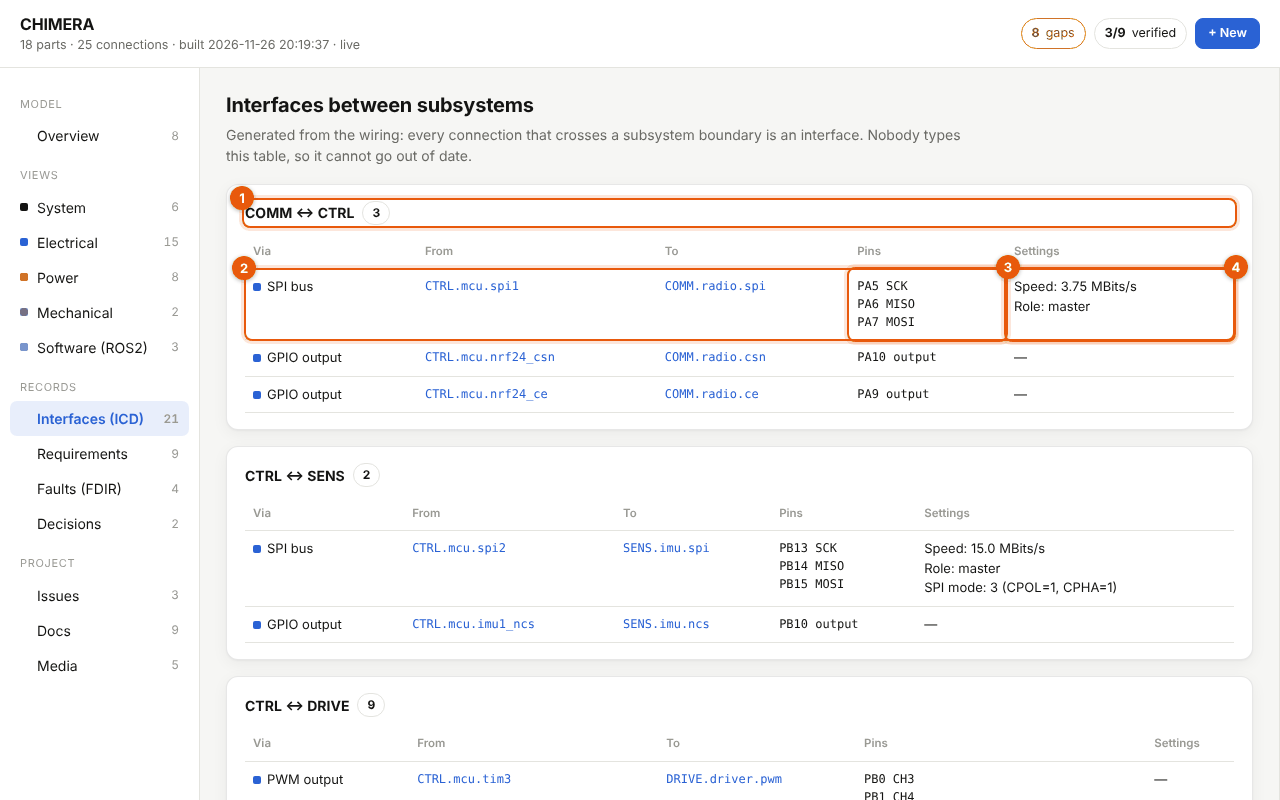 CHIMERA
18 parts · 25 connections · built 2026-11-26 20:19:37 · live
8 gaps
3/9 verified
+ New
MODEL
Overview 8
VIEWS
System 6
Electrical 15
Power 8
Mechanical 2
Software (ROS2) 3
RECORDS
Interfaces (ICD) 21
Requirements 9
Faults (FDIR) 4
Decisions 2
PROJECT
Issues 3
Docs 9
Media 5
Interfaces between subsystems
Generated from the wiring: every connection that crosses a subsystem boundary is an interface. Nobody types
this table, so it cannot go out of date.
1
COMM ↔ CTRL 3
Via From To Pins Settings
2 3 4
SPI bus CTRL.mcu.spi1 COMM.radio.spi PA5 SCK Speed: 3.75 MBits/s
PA6 MISO Role: master
PA7 MOSI
GPIO output CTRL.mcu.nrf24_csn COMM.radio.csn PA10 output —
GPIO output CTRL.mcu.nrf24_ce COMM.radio.ce PA9 output —
CTRL ↔ SENS 2
Via From To Pins Settings
SPI bus CTRL.mcu.spi2 SENS.imu.spi PB13 SCK Speed: 15.0 MBits/s
PB14 MISO Role: master
PB15 MOSI SPI mode: 3 (CPOL=1, CPHA=1)
GPIO output CTRL.mcu.imu1_ncs SENS.imu.ncs PB10 output —
CTRL ↔ DRIVE 9
Via From To Pins Settings
PWM output CTRL.mcu.tim3 DRIVE.driver.pwm PB0 CH3 —
PB1 CH4